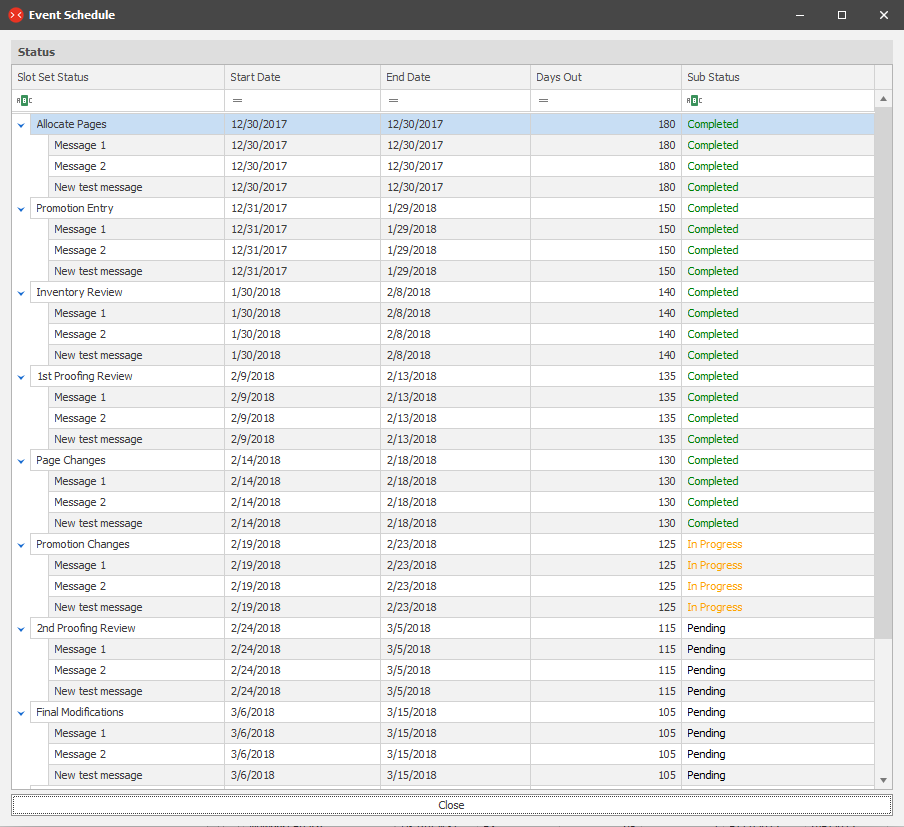 Event Schedule
Status
Slot Set Status Start Date End Date Days Out Sub Status
ABC = = = ABC
Allocate Pages 12/30/2017 12/30/2017 180 Completed
Message 1 12/30/2017 12/30/2017 180 Completed
Message 2 12/30/2017 12/30/2017 180 Completed
New test message 12/30/2017 12/30/2017 180 Completed
Promotion Entry 12/31/2017 1/29/2018 150 Completed
Message 1 12/31/2017 1/29/2018 150 Completed
Message 2 12/31/2017 1/29/2018 150 Completed
New test message 12/31/2017 1/29/2018 150 Completed
Inventory Review 1/30/2018 2/8/2018 140 Completed
Message 1 1/30/2018 2/8/2018 140 Completed
Message 2 1/30/2018 2/8/2018 140 Completed
New test message 1/30/2018 2/8/2018 140 Completed
1st Proofing Review 2/9/2018 2/13/2018 135 Completed
Message 1 2/9/2018 2/13/2018 135 Completed
Message 2 2/9/2018 2/13/2018 135 Completed
New test message 2/9/2018 2/13/2018 135 Completed
Page Changes 2/14/2018 2/18/2018 130 Completed
Message 1 2/14/2018 2/18/2018 130 Completed
Message 2 2/14/2018 2/18/2018 130 Completed
New test message 2/14/2018 2/18/2018 130 Completed
Promotion Changes 2/19/2018 2/23/2018 125 In Progress
Message 1 2/19/2018 2/23/2018 125 In Progress
Message 2 2/19/2018 2/23/2018 125 In Progress
New test message 2/19/2018 2/23/2018 125 In Progress
2nd Proofing Review 2/24/2018 3/5/2018 115 Pending
Message 1 2/24/2018 3/5/2018 115 Pending
Message 2 2/24/2018 3/5/2018 115 Pending
New test message 2/24/2018 3/5/2018 115 Pending
Final Modifications 3/6/2018 3/15/2018 105 Pending
Message 1 3/6/2018 3/15/2018 105 Pending
Message 2 3/6/2018 3/15/2018 105 Pending
New test message 3/6/2018 3/15/2018 105 Pending
Close